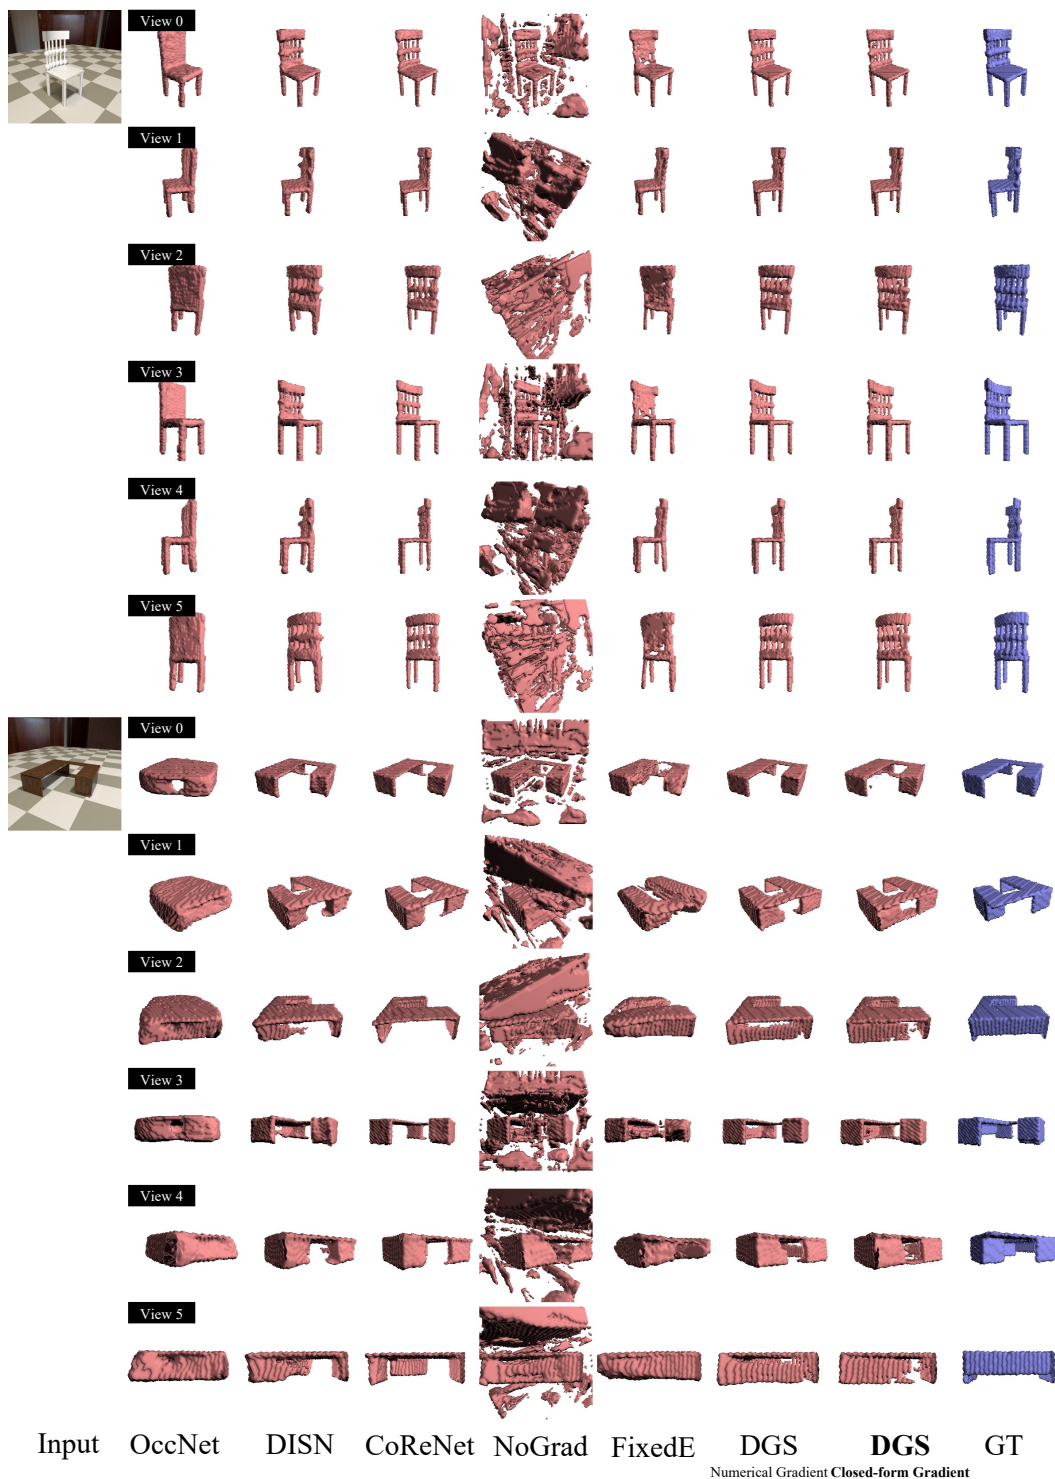 View 0
View 1
View 2
View 3
View 4
View 5
View 0
View 1
View 2
View 3
View 4
View 5
Input OccNet DISN CoReNet NoGrad FixedE DGS DGS GT
Numerical Gradient Closed-form Gradient